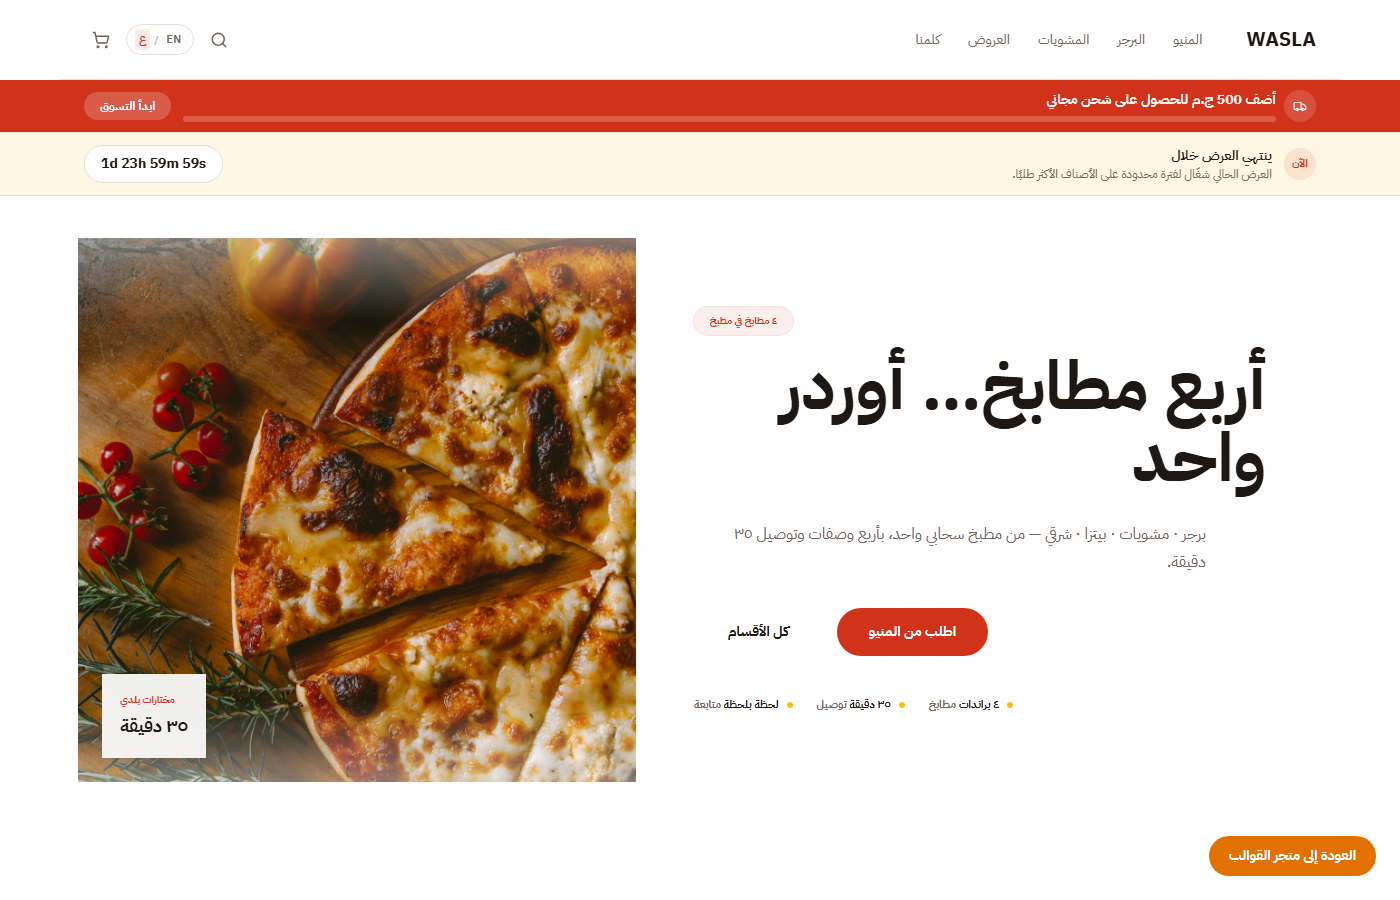 WASLA
المنيو
البرجر
المشويات
العروض
كلمنا
EN / ع
أضف 500 ج.م للحصول على شحن مجاني
ابدأ التسوق
الآن
ينتهي العرض خلال
العرض الحالي شغّال لفترة محدودة على الأصناف الأكثر طلبًا.
1d 23h 59m 59s
٤ مطابخ في مطبخ
أربع مطابخ... أوردر
واحد
برجر · مشويات · بيتزا · شرقي — من مطبخ سحابي واحد، بأربع وصفات وتوصيل ٣٥
دقيقة.
اطلب من المنيو
كل الأقسام
٤ براندات مطابخ
٣٥ دقيقة توصيل
لحظة بلحظة متابعة
مختارات بلدي
٣٥ دقيقة
العودة إلى متجر القوالب